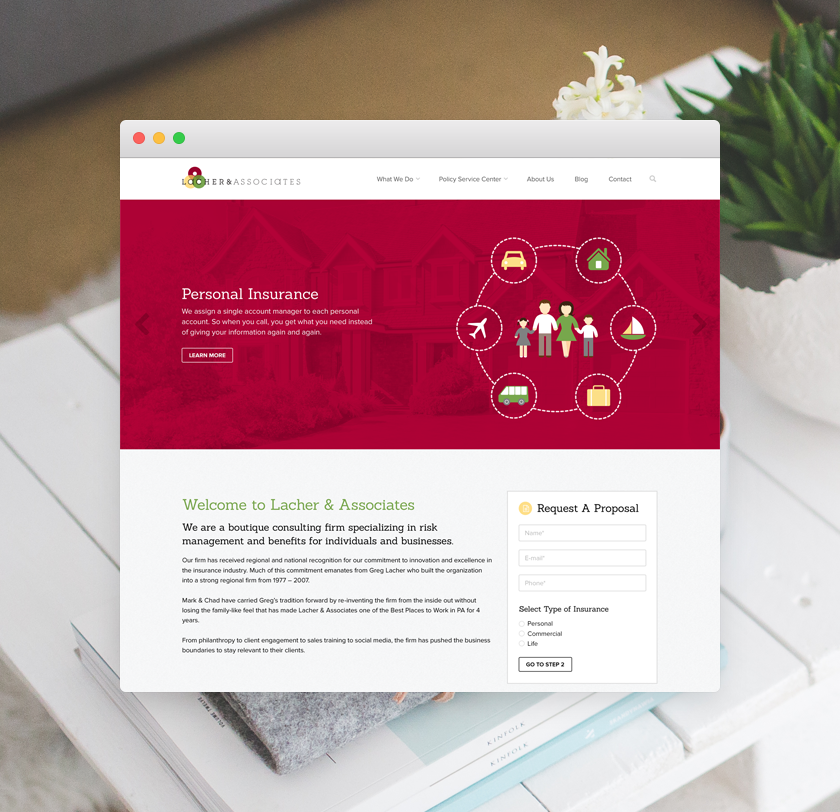 LACHER&ASSOCIATES
What We Do
Policy Service Center
About Us
Blog
Contact
Personal Insurance
We assign a single account manager to each personal
account. So when you call, you get what you need instead
of giving your information again and again.
LEARN MORE
Welcome to Lacher & Associates
We are a boutique consulting firm specializing in risk
management and benefits for individuals and businesses.
Our firm has received regional and national recognition for our commitment to innovation and excellence in
the insurance industry. Much of this commitment emanates from Greg Lacher who built the organization
into a strong regional firm from 1977 – 2007.
Mark & Chad have carried Greg's tradition forward by re-inventing the firm from the inside out without
losing the family-like feel that has made Lacher & Associates one of the Best Places to Work in PA for 4
years.
From philanthropy to client engagement to sales training to social media, the firm has pushed the business
boundaries to stay relevant to their clients.
Request A Proposal
Name*
E-mail*
Phone*
Select Type of Insurance
Personal
Commercial
Life
GO TO STEP 2
VOLUME TWELVE
KINFOLK
KINFOLK